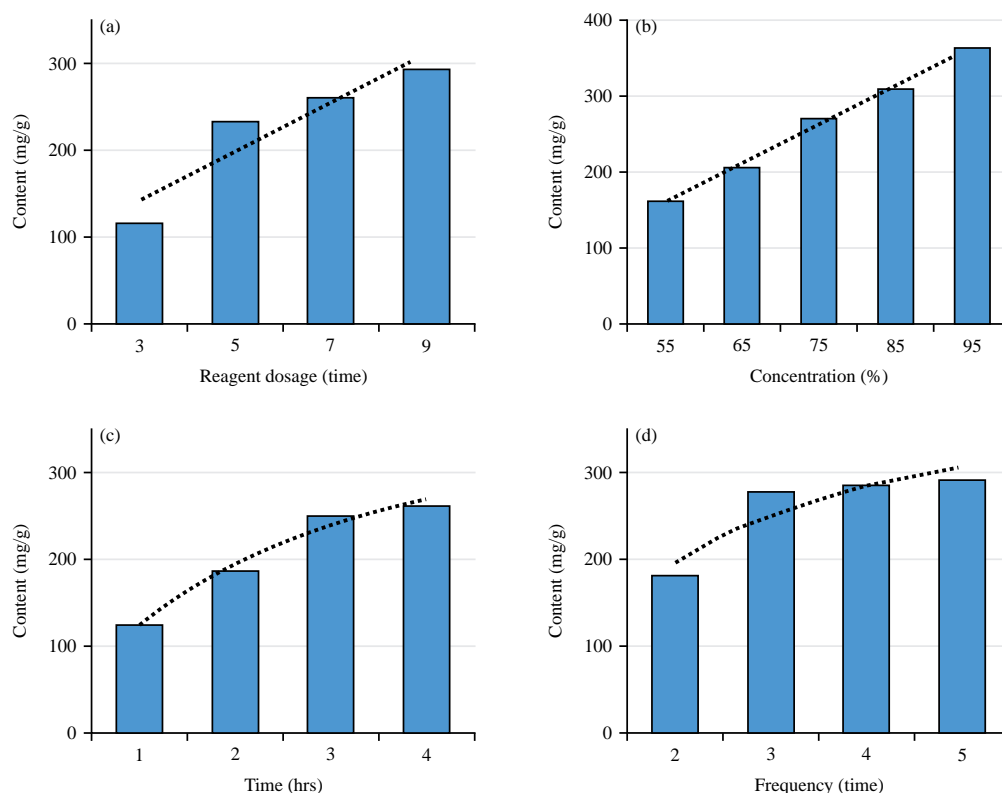 (a)
Content (mg/g)
300
200
100
0
3 5 7 9
Reagent dosage (time)
(b)
Content (mg/g)
400
300
200
100
0
55 65 75 85 95
Concentration (%)
(c)
Content (mg/g)
300
200
100
0
1 2 3 4
Time (hrs)
(d)
Content (mg/g)
300
200
100
0
2 3 4 5
Frequency (time)